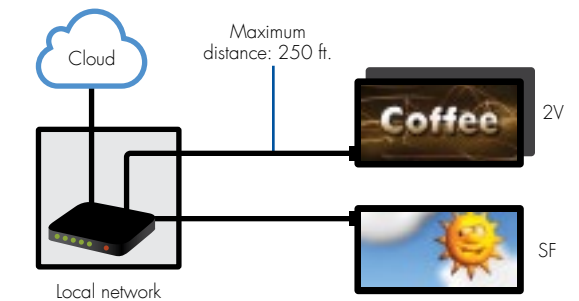 Cloud
Maximum
distance: 250 ft.
Coffee
2V
SF
Local network